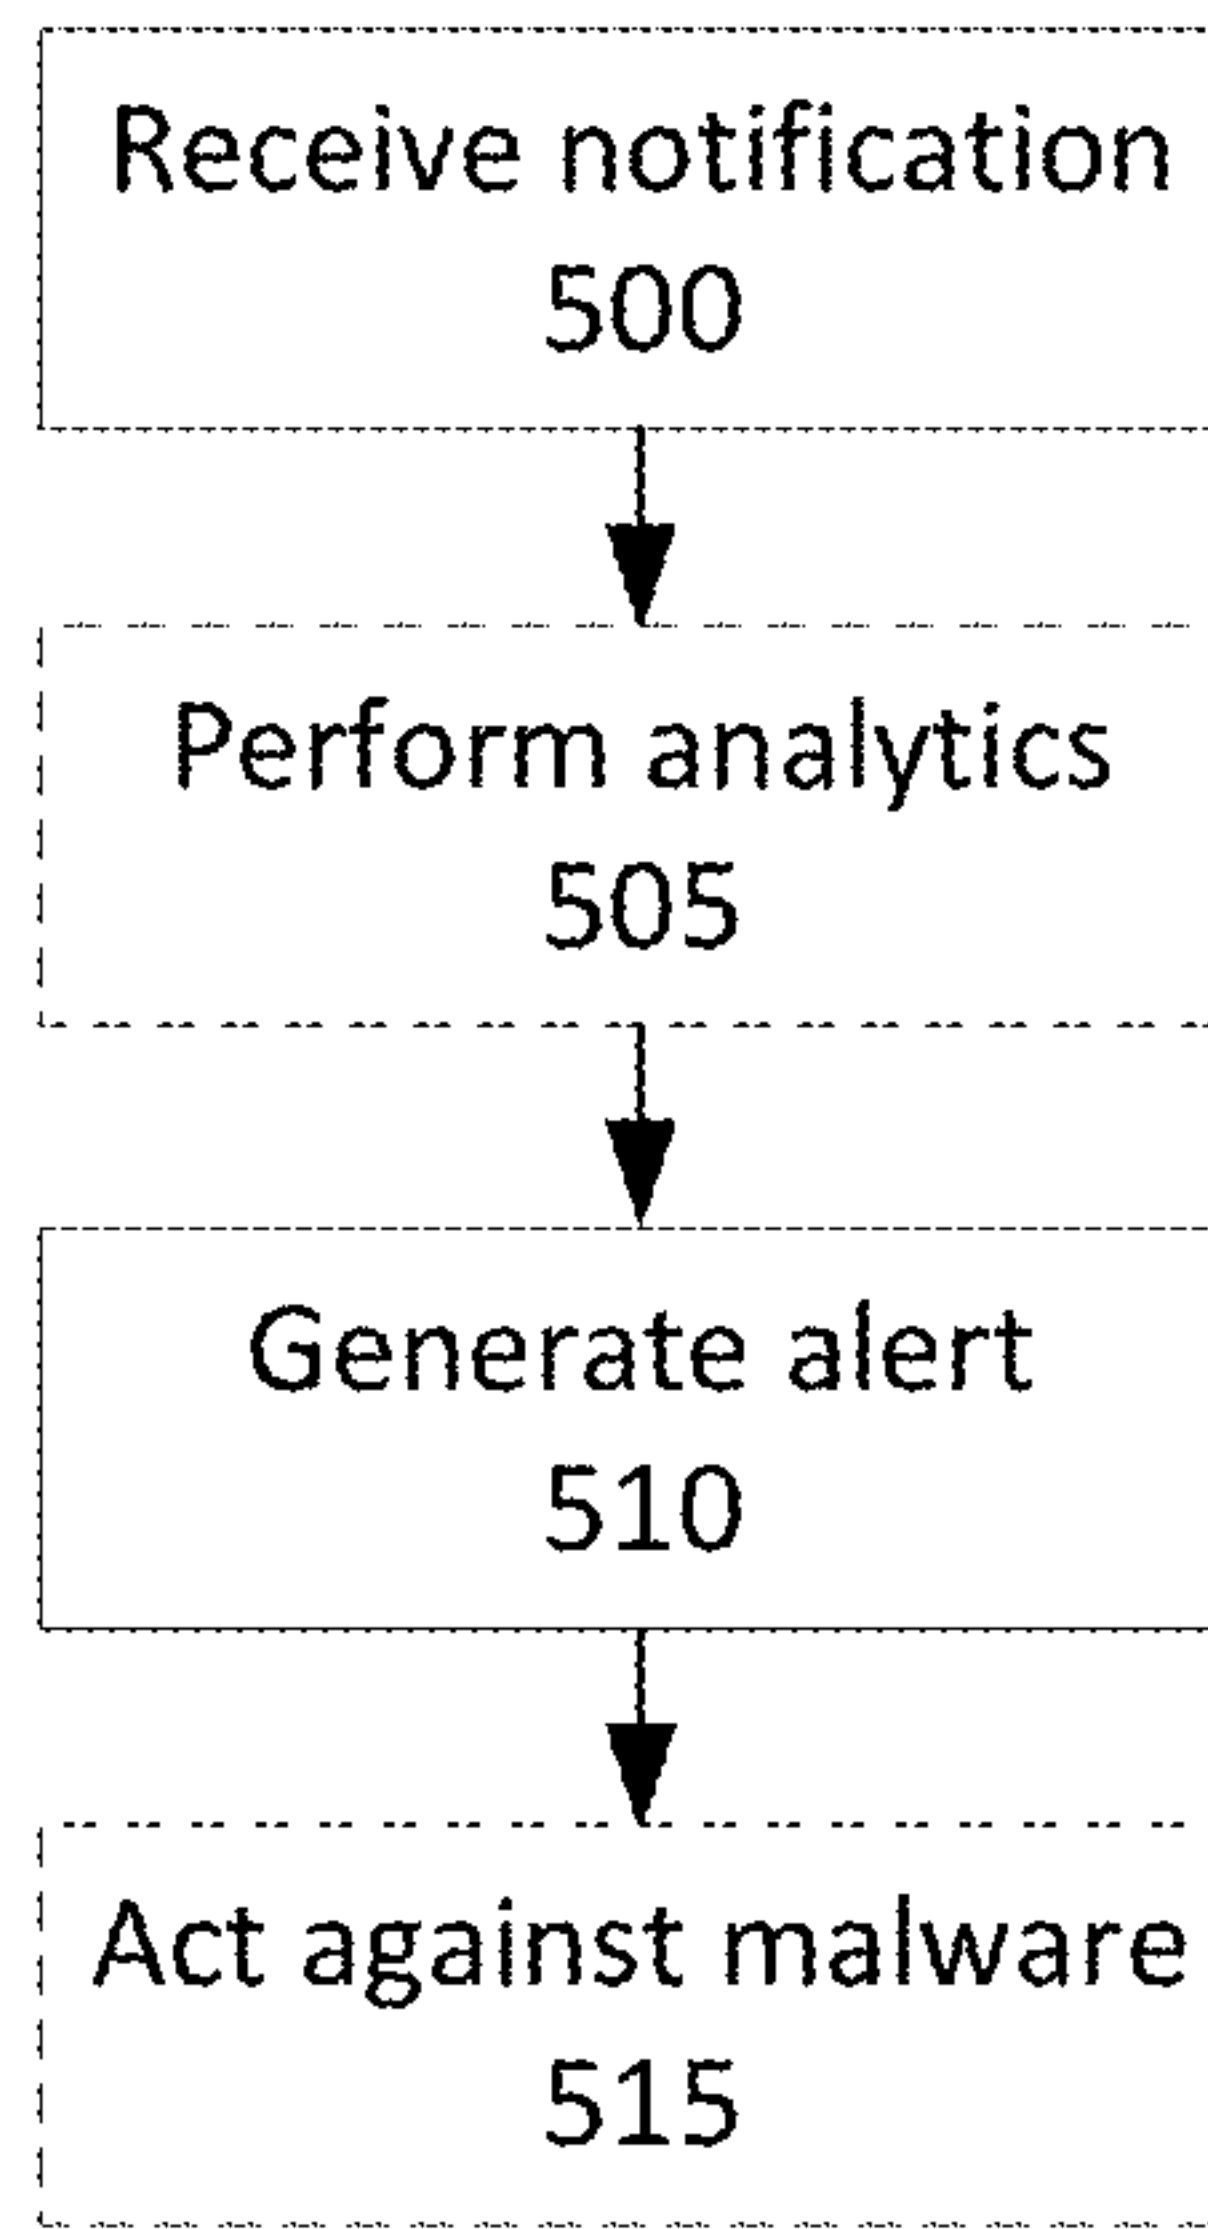 Receive notification
500
Perform analytics
505
Generate alert
510
Act against malware
515